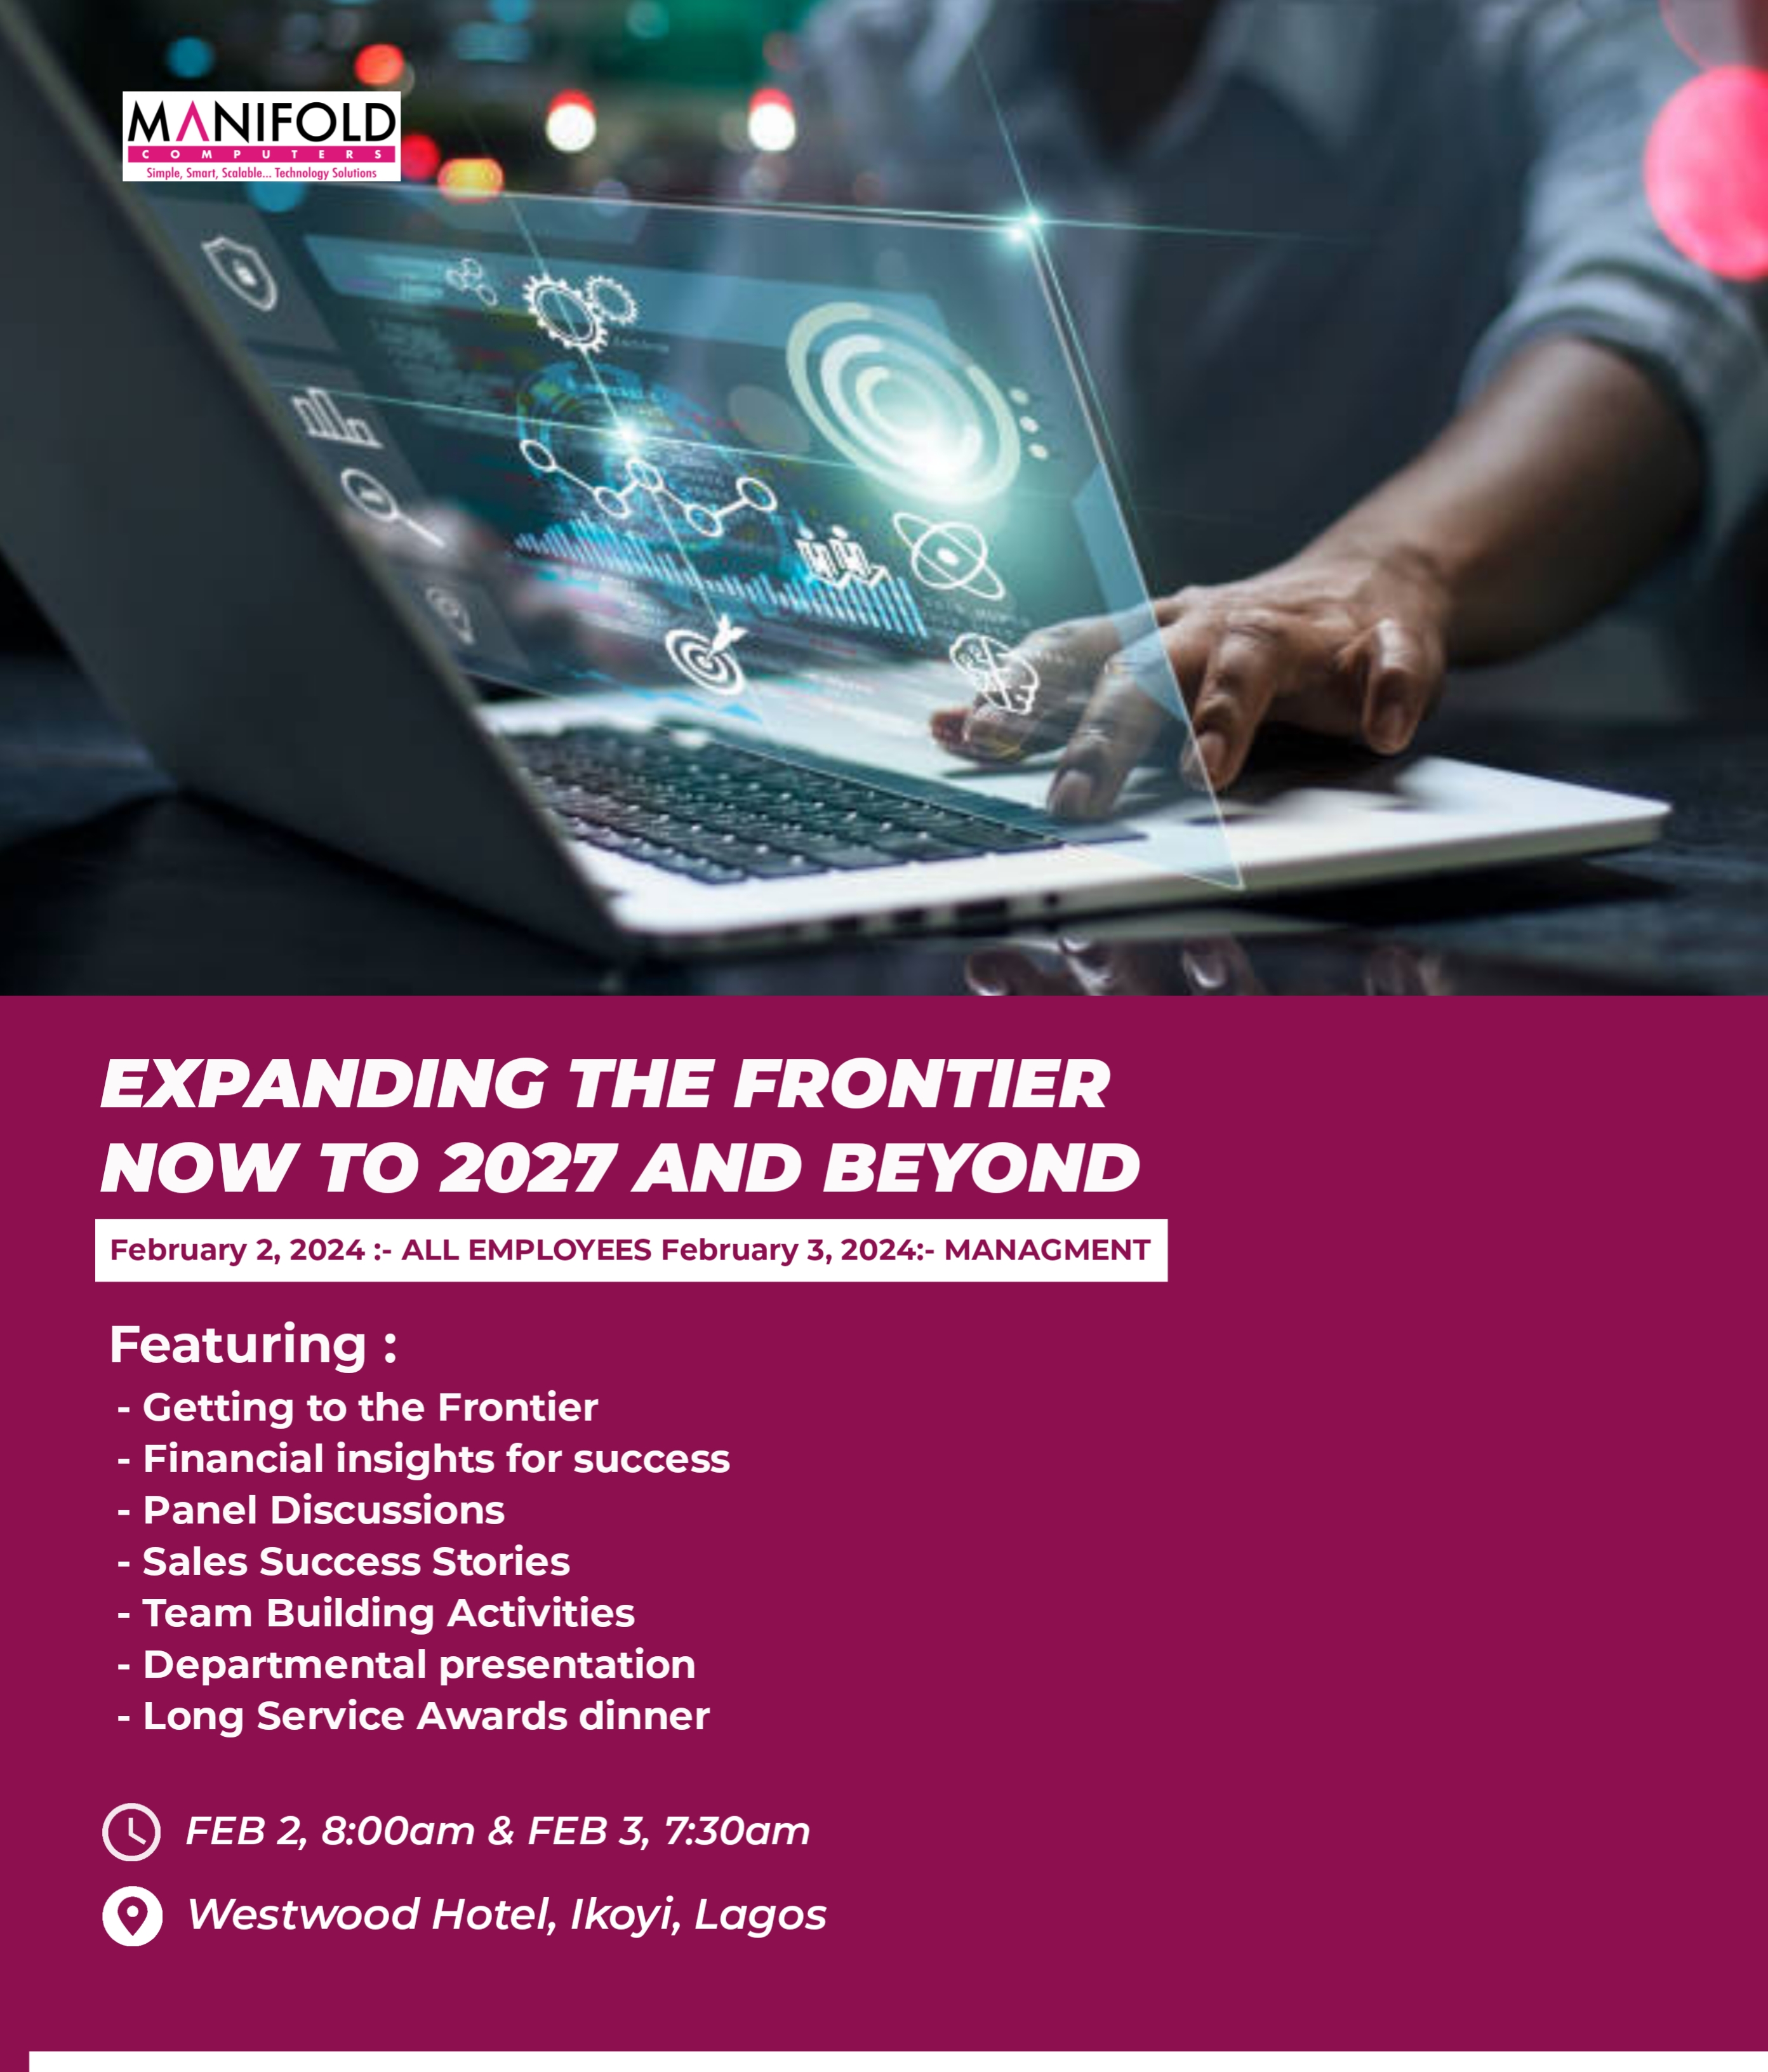 MANIFOLD
COMPUTERS
Simple, Smart, Scalable... Technology Solutions
EXPANDING THE FRONTIER
NOW TO 2027 AND BEYOND
February 2, 2024 :- ALL EMPLOYEES February 3, 2024:- MANAGMENT
Featuring :
- Getting to the Frontier
- Financial insights for success
- Panel Discussions
- Sales Success Stories
- Team Building Activities
- Departmental presentation
- Long Service Awards dinner
FEB 2, 8:00am & FEB 3, 7:30am
Westwood Hotel, Ikoyi, Lagos